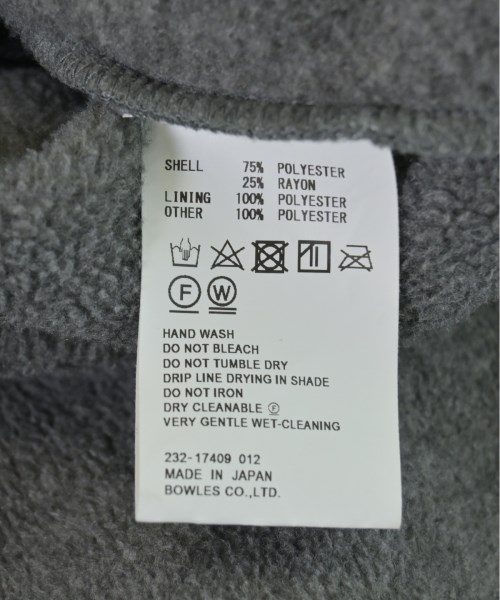 SHELL 75% POLYESTER
25% RAYON
LINING 100% POLYESTER
OTHER 100% POLYESTER
F W
HAND WASH
DO NOT BLEACH
DO NOT TUMBLE DRY
DRIP LINE DRYING IN SHADE
DO NOT IRON
DRY CLEANABLE Ⓕ
VERY GENTLE WET-CLEANING
232-17409 012
MADE IN JAPAN
BOWLES CO.,LTD.